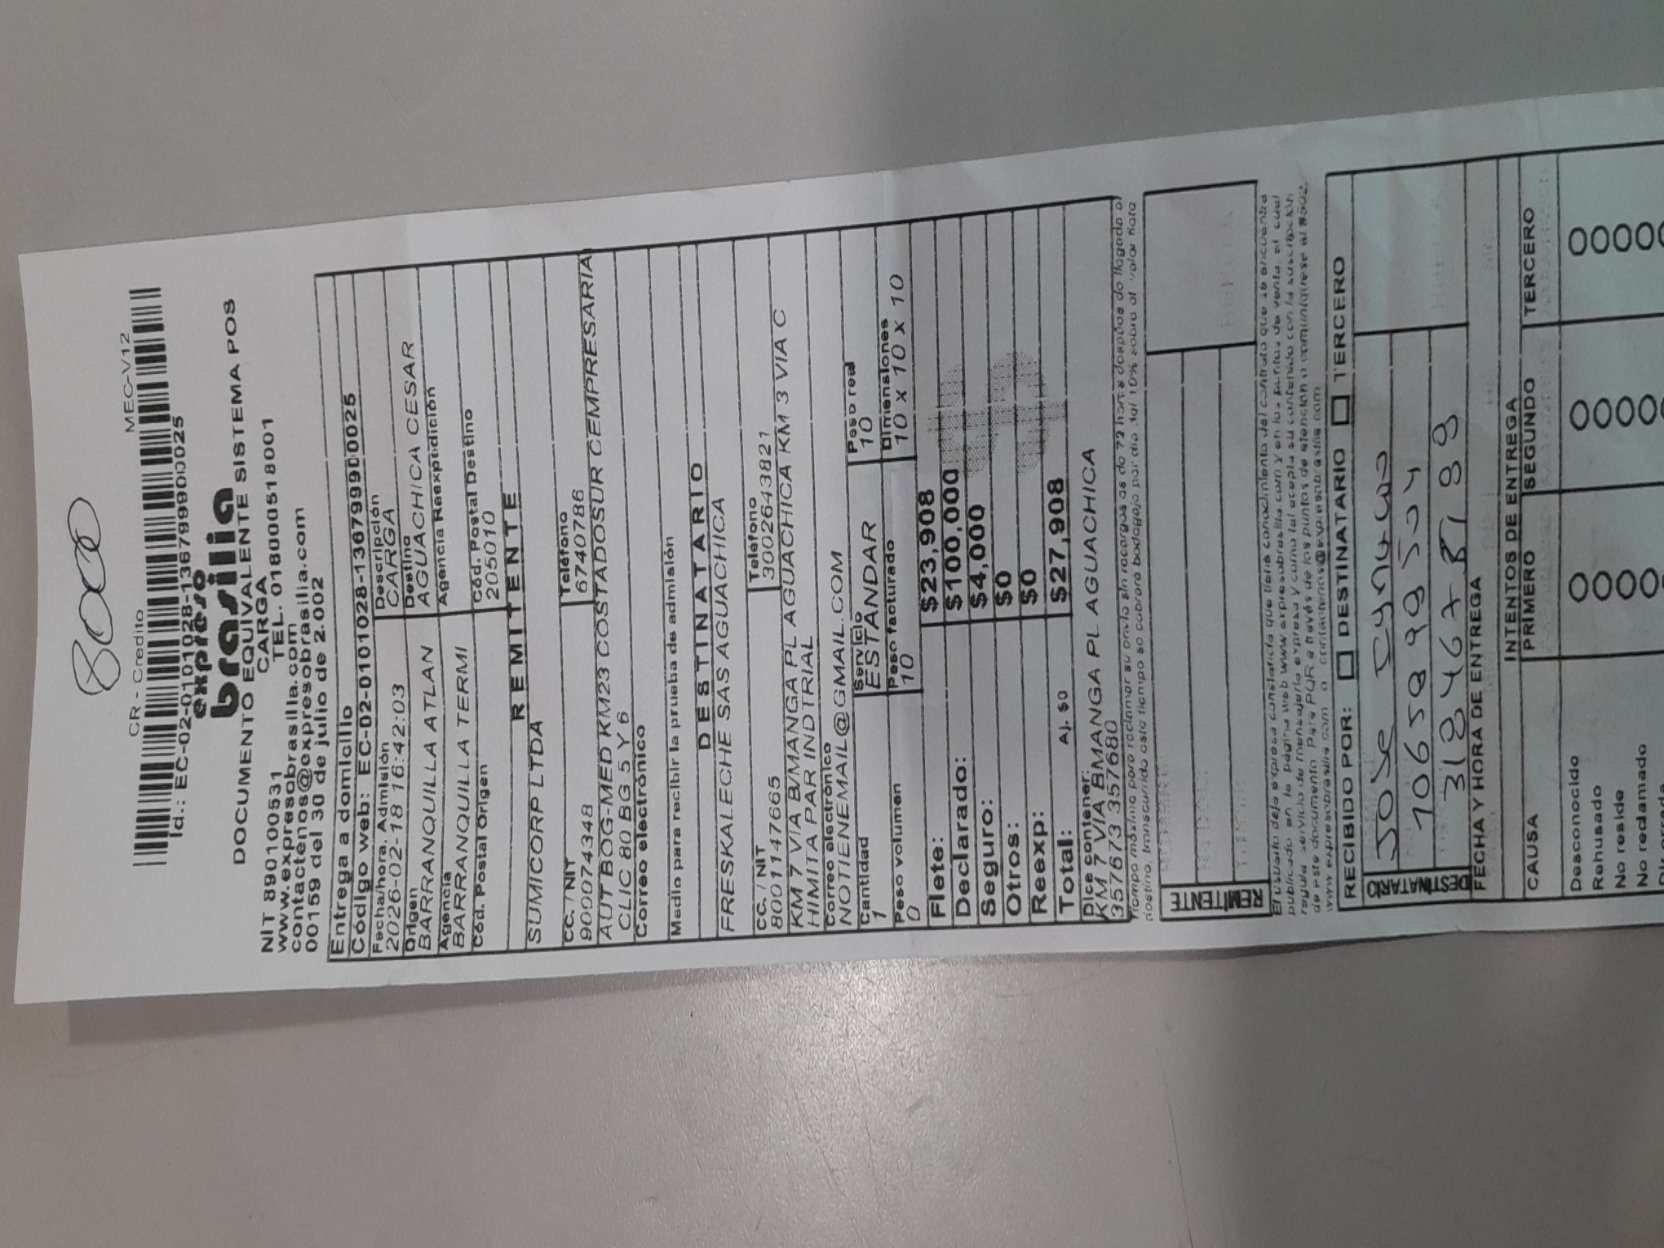 8000
CR - Credito MEC-V12
Id.: EC-02-0101028-1367999D0025
expreso
brasilia
DOCUMENTO EQUIVALENTE SISTEMA POS
CARGA
NIT 890100531 TEL. 018000518001
www.expresobrasilia.com
contactenos@expresobrasilia.com
00159 del 30 de julio de 2.002
Entrega a domicilio
Código web: EC-02-0101028-1367999D0025
Fecha/hora. Admisión Descripción
2026-02-18 16:42:03 CARGA
Origen Destino
BARRANQUILLA ATLAN AGUACHICA CESAR
Agencia Agencia Reexpidición
BARRANQUILLA TERMI
Cód. Postal Origen Cód. Postal Destino
205010
REMITENTE
SUMICORP LTDA
CC. / NIT Teléfono
900074348 6740786
AUT BOG-MED KM23 COSTADOSUR CEMPRESARIA
CLIC 80 BG 5 Y 6
Correo electrónico
Medio para recibir la prueba de admisión
DESTINATARIO
FRESKALECHE SAS AGUACHICA
CC. / NIT Teléfono
8001147665 3002643821
KM 7 VIA B/MANGA PL AGUACHICA KM 3 VIA C
HIMITA PAR INDTRIAL
Correo electrónico
NOTIENEMAIL@GMAIL.COM
Cantidad Servicio Peso real
1 ESTANDAR 10
Peso volumen Peso facturado Dimensiones
0 10 10 x 10 x 10
Flete: $23,908
Declarado: $100,000
Seguro: $4,000
Otros: $0
Reexp: $0
Total: Aj. $0 $27,908
Dice contener:
KM 7 VIA BMANGA PL AGUACHICA
357673 357680
REMITENTE
RECIBIDO POR: DESTINATARIO TERCERO
DESTINATARIO
Jose
FECHA Y HORA DE ENTREGA
INTENTOS DE ENTREGA
CAUSA PRIMERO SEGUNDO TERCERO
Desconocido
Rehusado
No reside
No redamado